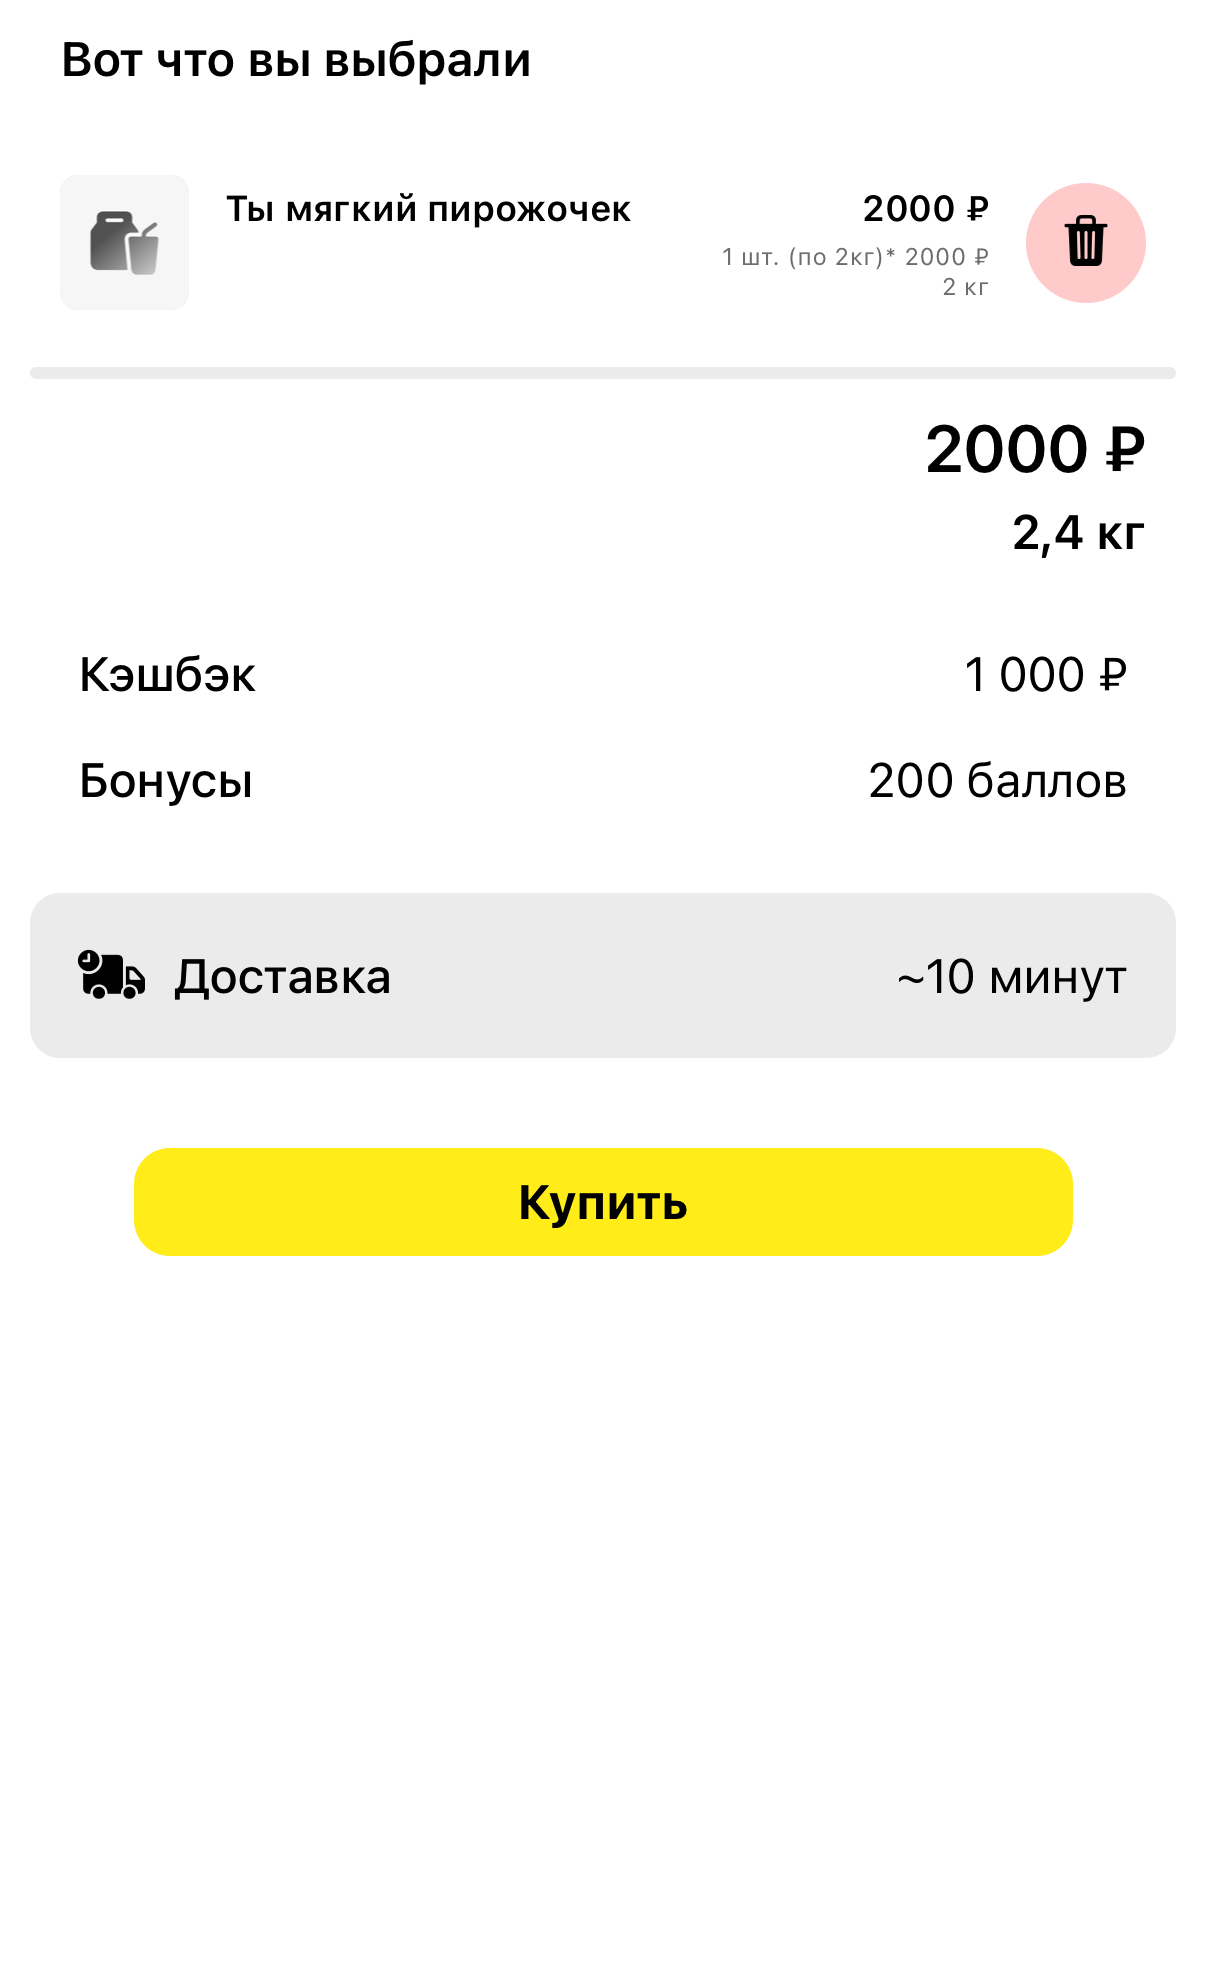 Вот что вы выбрали
Ты мягкий пирожочек 2000 ₽
1 шт. (по 2кг)* 2000 ₽
2 кг
2000 ₽
2,4 кг
Кэшбэк 1 000 ₽
Бонусы 200 баллов
Доставка ~10 минут
Купить